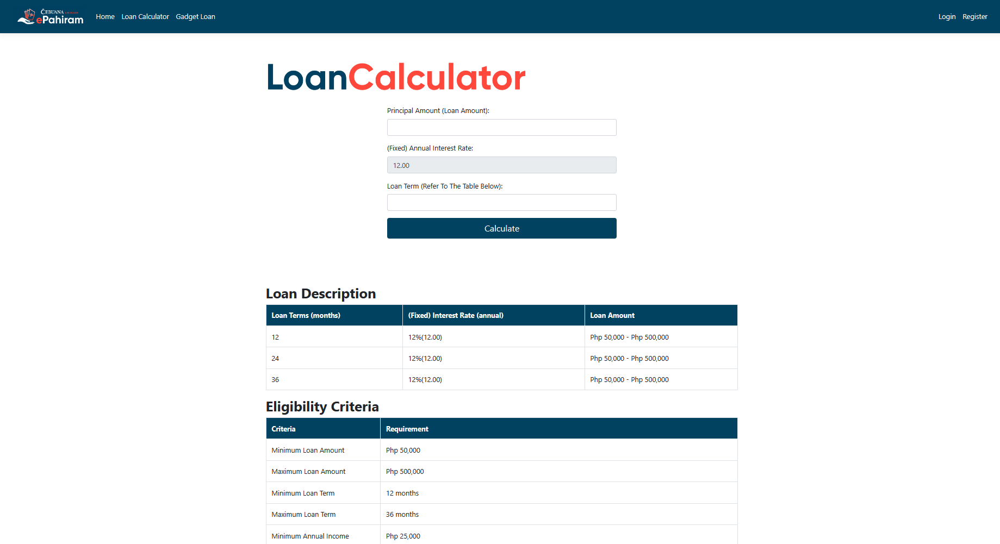 ČEBUANA LHUILLIER
ePahiram
Home Loan Calculator Gadget Loan
Login Register
LoanCalculator
Principal Amount (Loan Amount):
(Fixed) Annual Interest Rate:
12.00
Loan Term (Refer To The Table Below):
Calculate
Loan Description
Loan Terms (months) (Fixed) Interest Rate (annual) Loan Amount
12 12%(12.00) Php 50,000 - Php 500,000
24 12%(12.00) Php 50,000 - Php 500,000
36 12%(12.00) Php 50,000 - Php 500,000
Eligibility Criteria
Criteria Requirement
Minimum Loan Amount Php 50,000
Maximum Loan Amount Php 500,000
Minimum Loan Term 12 months
Maximum Loan Term 36 months
Minimum Annual Income Php 25,000